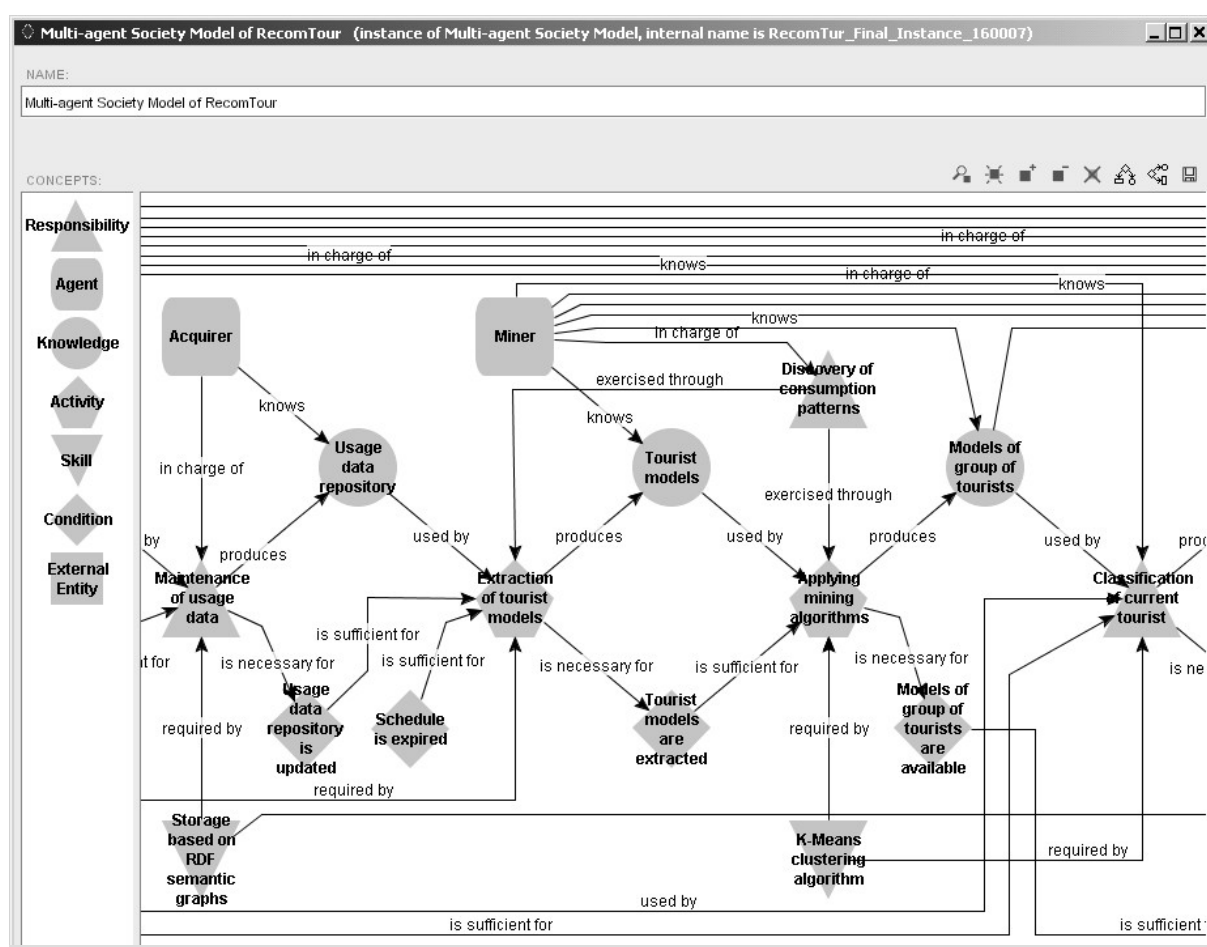 Multi-agent Society Model of RecomTour (instance of Multi-agent Society Model, internal name is RecomTur_Final_Instance_160007)
NAME:
Multi-agent Society Model of RecomTour
CONCEPTS:
Responsibility
Agent
Knowledge
Activity
Skill
Condition
External
Entity
in charge of
in charge of
knows
in charge of
knows
knows
In charge of
Acquirer
Miner
Discovery of
consumption
patterns
exercised through
knows
knows
Usage
data
repository
Tourist
models
Models of
group of
tourists
in charge of
exercised through
by
produces
used by
produces
used by
produces
used by
Maintenance
of usage
data
Extraction
of tourist
models
Applying
mining
algorithms
Classification
of current
tourist
is sufficient for
is necessary for
is sufficient for
is necessary for
is sufficient for
is necessary for
is ne
Usage
data
repository
is
updated
Schedule
is expired
Tourist
models
are
extracted
Models of
group of
tourists
are
available
required by
required by
required by
Storage
based on
RDF
semantic
graphs
K-Means
clustering
algorithm
required by
used by
is sufficient for
is sufficient